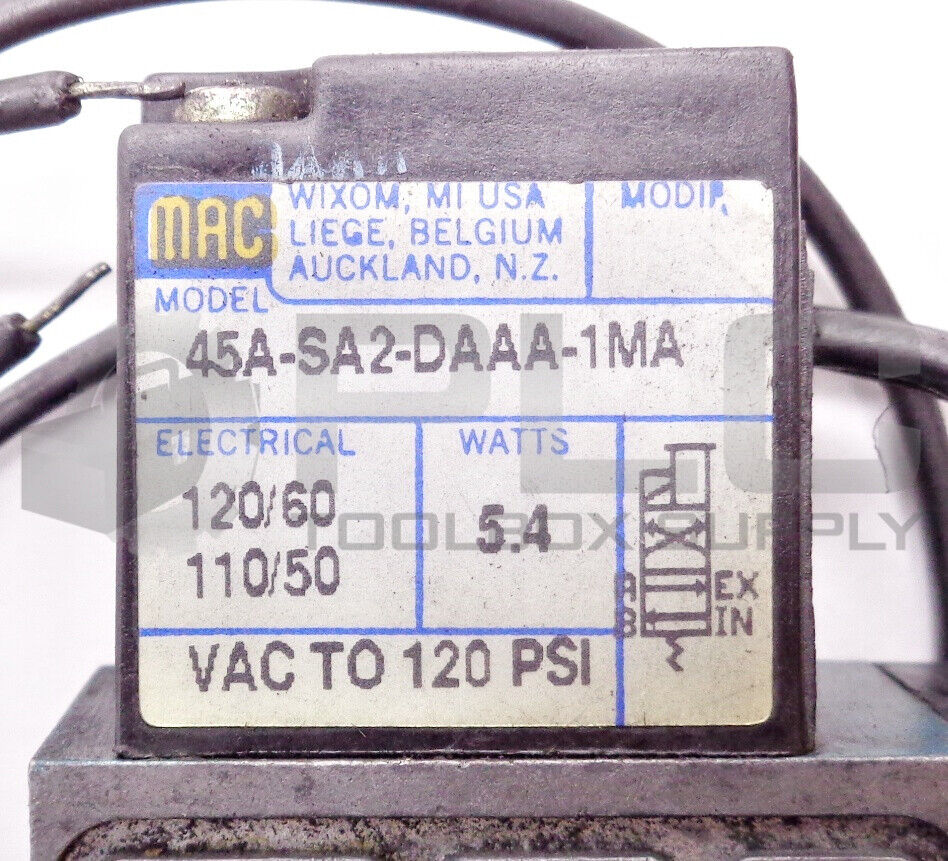 MAC
WIXOM, MI USA
LIEGE, BELGIUM
AUCKLAND, N.Z.
MODIF.
MODEL
45A-SA2-DAAA-1MA
ELECTRICAL
120/60
110/50
WATTS
5.4
A EX
B IN
VAC TO 120 PSI
PLC
TOOLBOX SUPPLY